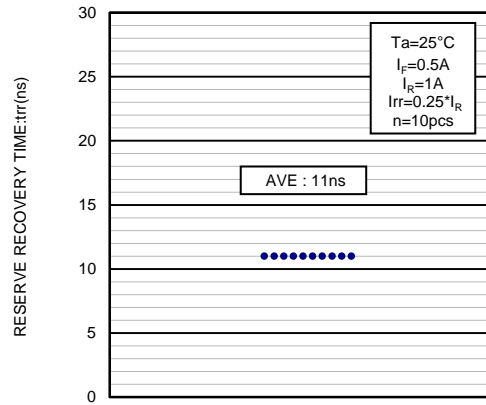 30
25
20
15
10
5
0
RESERVE RECOVERY TIME:trr(ns)
Ta=25°C
IF=0.5A
IR=1A
Irr=0.25*IR
n=10pcs
AVE : 11ns